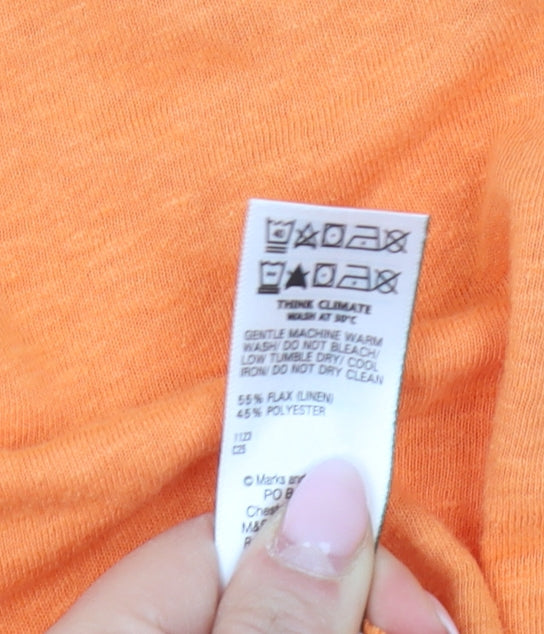 THINK CLIMATE
WASH AT 30°C
GENTLE MACHINE WARM
WASH/ DO NOT BLEACH/
LOW TUMBLE DRY/ COOL
IRON/ DO NOT DRY CLEAN
55% FLAX (LINEN)
45% POLYESTER
1123
C25
© Marks and
PO B
Chest
M&S
R